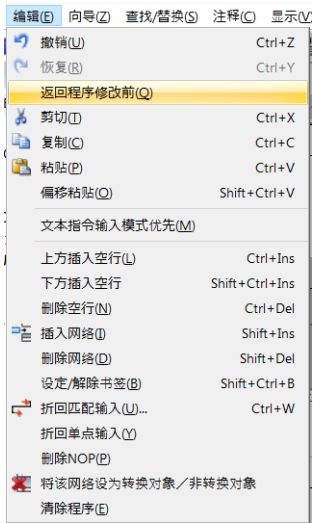 编辑(E) 向导(Z) 查找/替换(S) 注释(C) 显示(V)
撤销(U) Ctrl+Z
恢复(R) Ctrl+Y
返回程序修改前(Q)
剪切(T) Ctrl+X
复制(C) Ctrl+C
粘贴(P) Ctrl+V
偏移粘贴(O) Shift+Ctrl+V
文本指令输入模式优先(M)
上方插入空行(L) Ctrl+Ins
下方插入空行 Shift+Ctrl+Ins
删除空行(N) Ctrl+Del
插入网络(I) Shift+Ins
删除网络(D) Shift+Del
设定/解除书签(B) Shift+Ctrl+B
折回匹配输入(U)... Ctrl+W
折回单点输入(Y)
删除NOP(P)
将该网络设为转换对象／非转换对象
清除程序(E)